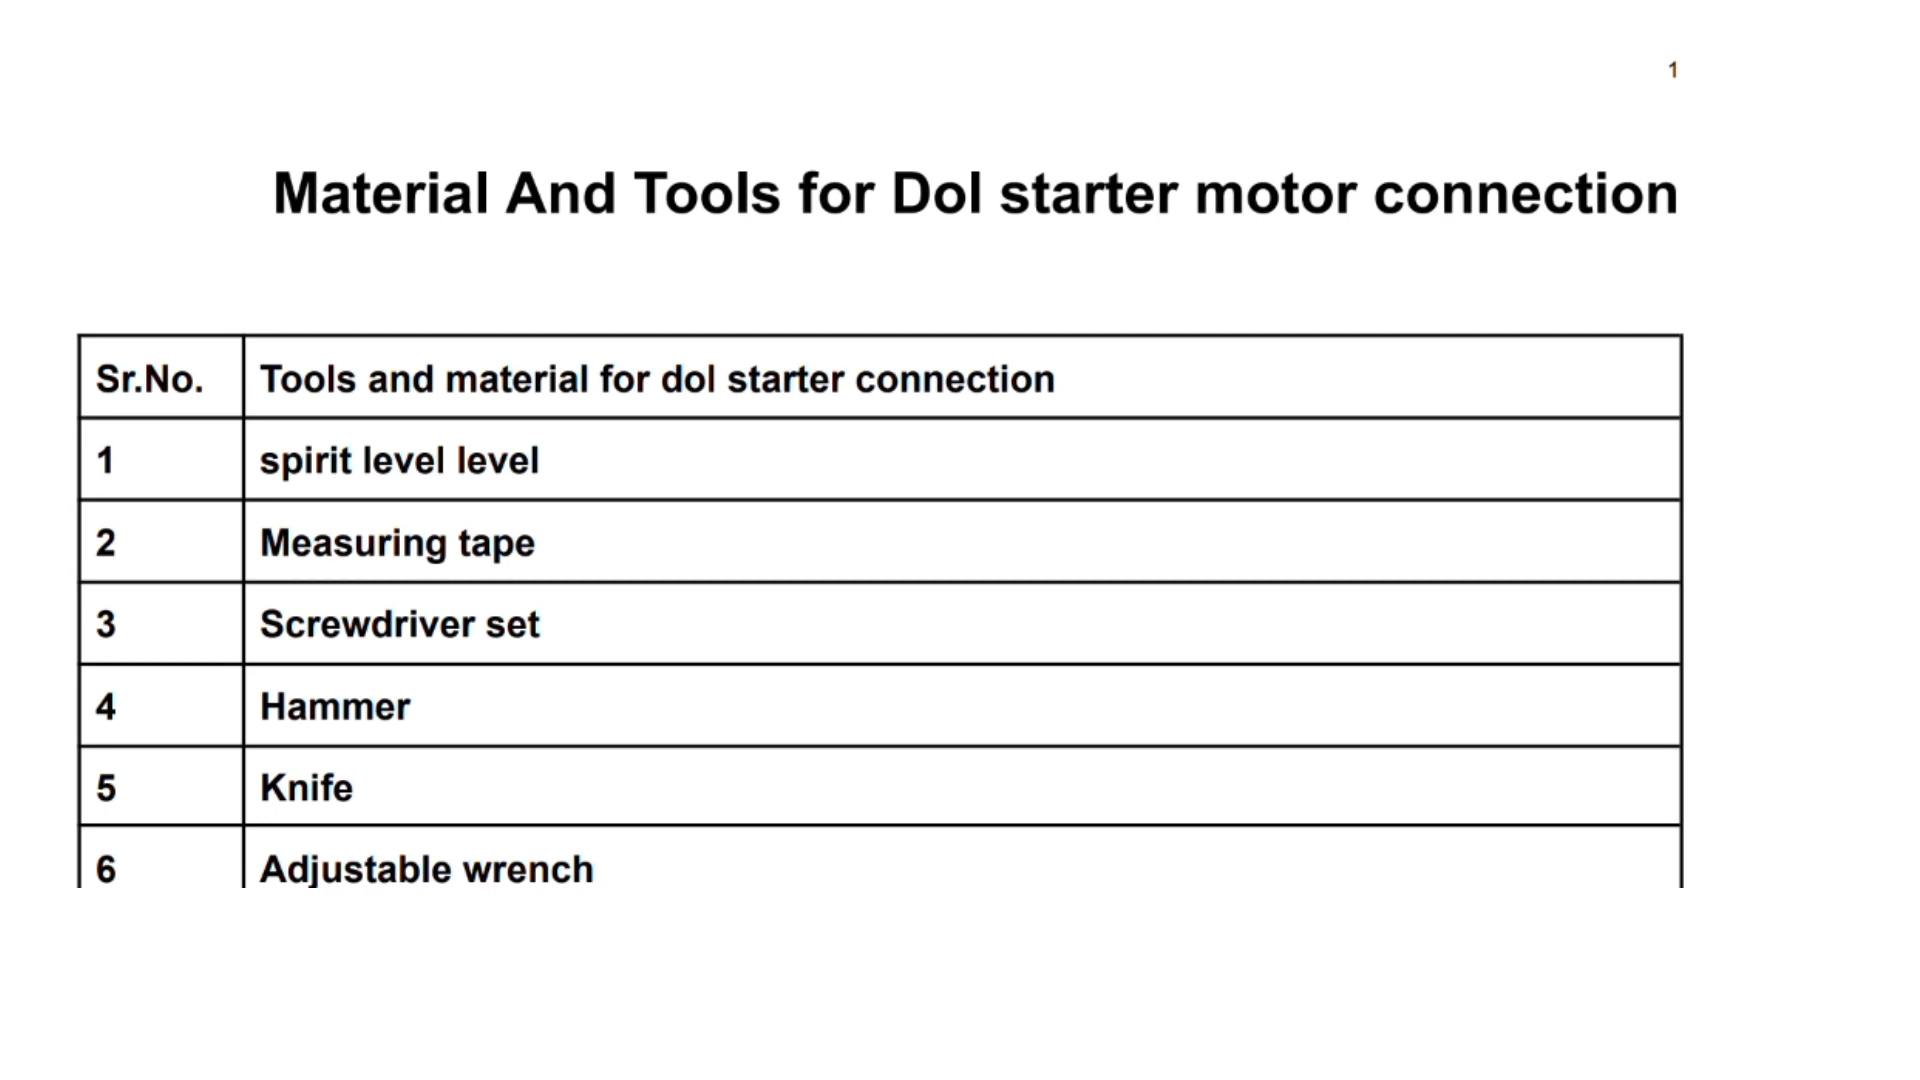 1
Material And Tools for Dol starter motor connection
Sr.No. Tools and material for dol starter connection
1 spirit level level
2 Measuring tape
3 Screwdriver set
4 Hammer
5 Knife
6 Adjustable wrench